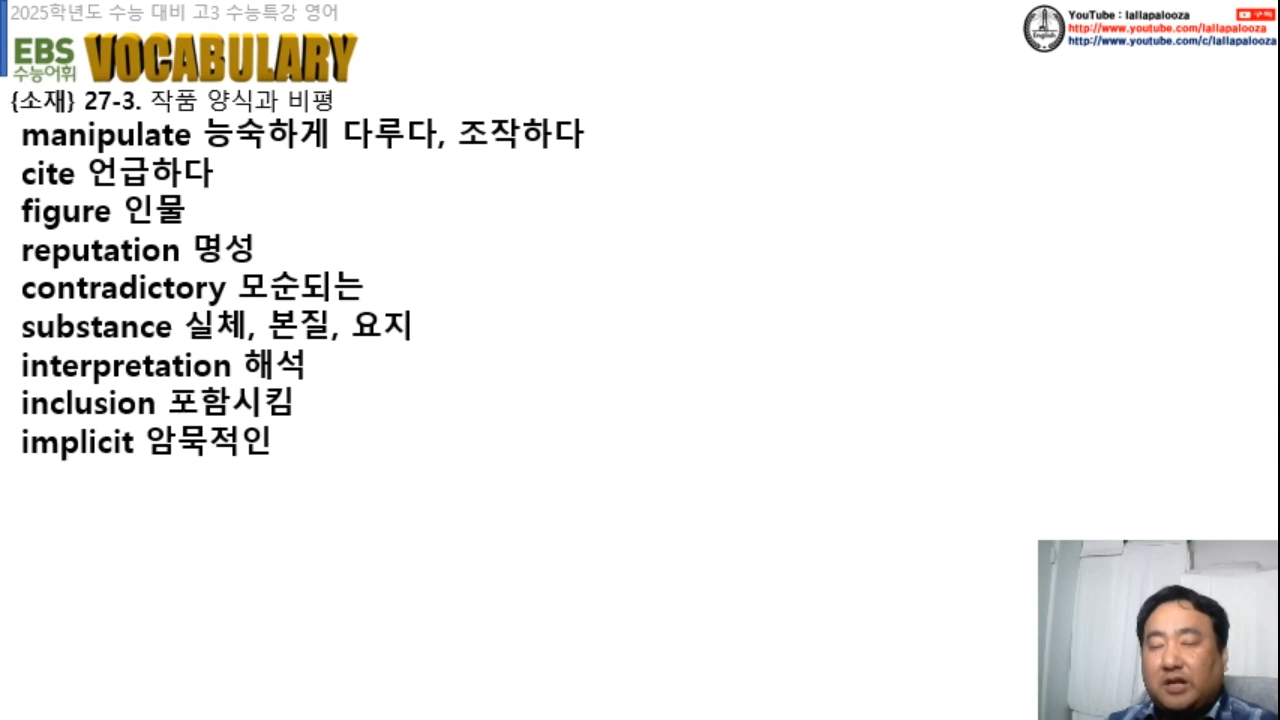 2025학년도 수능 대비 고3 수능특강 영어
EBS 수능어휘 VOCABULARY
{소재} 27-3. 작품 양식과 비평
manipulate 능숙하게 다루다, 조작하다
cite 언급하다
figure 인물
reputation 명성
contradictory 모순되는
substance 실체, 본질, 요지
interpretation 해석
inclusion 포함시킴
implicit 암묵적인
YouTube : lallapalooza
구독
http://www.youtube.com/lallapalooza
http://www.youtube.com/c/lallapalooza
English